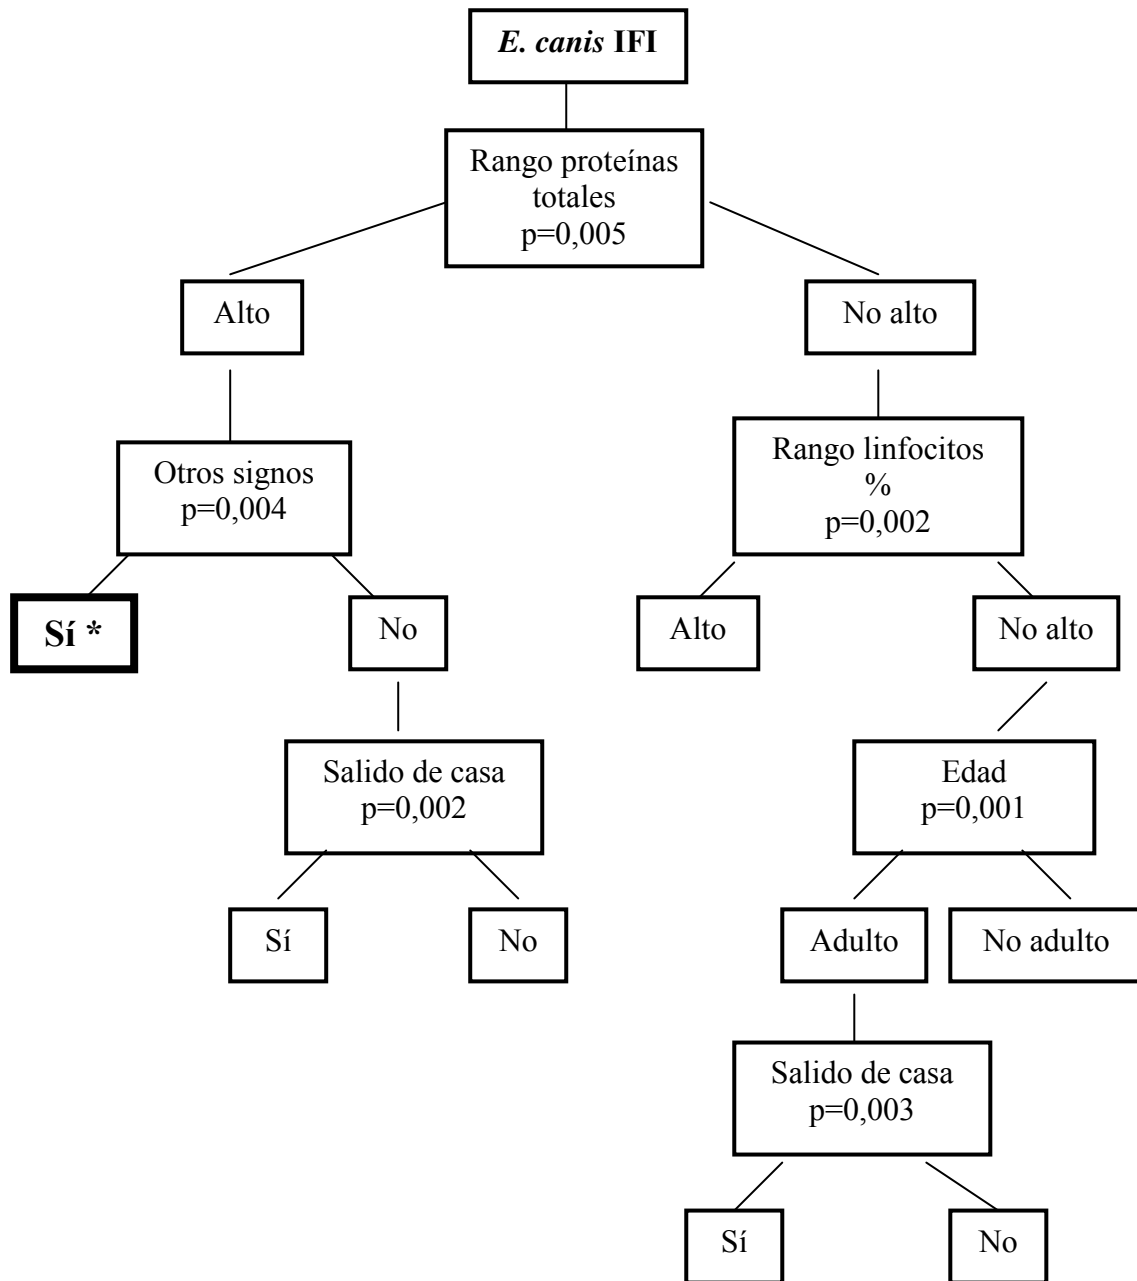 E. canis IFI
Rango proteínas
totales
p=0,005
Alto
No alto
Otros signos
p=0,004
Rango linfocitos
%
p=0,002
Sí *
No
Alto
No alto
Salido de casa
p=0,002
Edad
p=0,001
Sí
No
Adulto
No adulto
Salido de casa
p=0,003
Sí
No